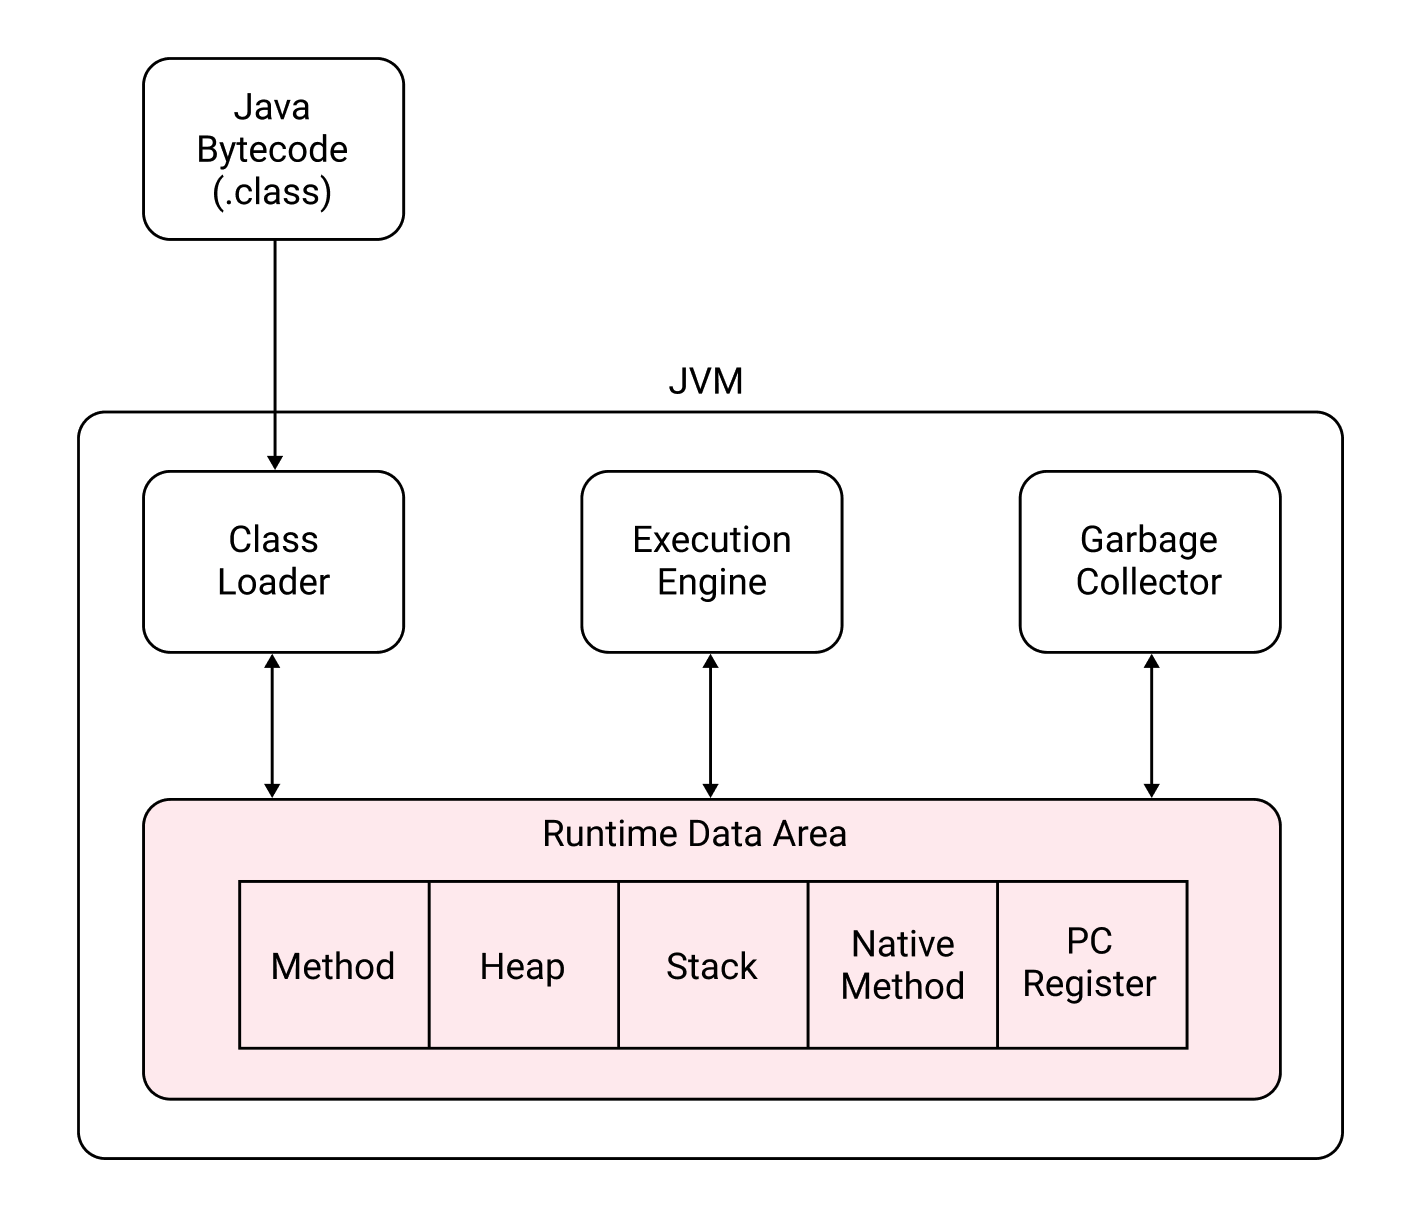 Java
Bytecode
(.class)
JVM
Class
Loader
Execution
Engine
Garbage
Collector
Runtime Data Area
Method
Heap
Stack
Native
Method
PC
Register